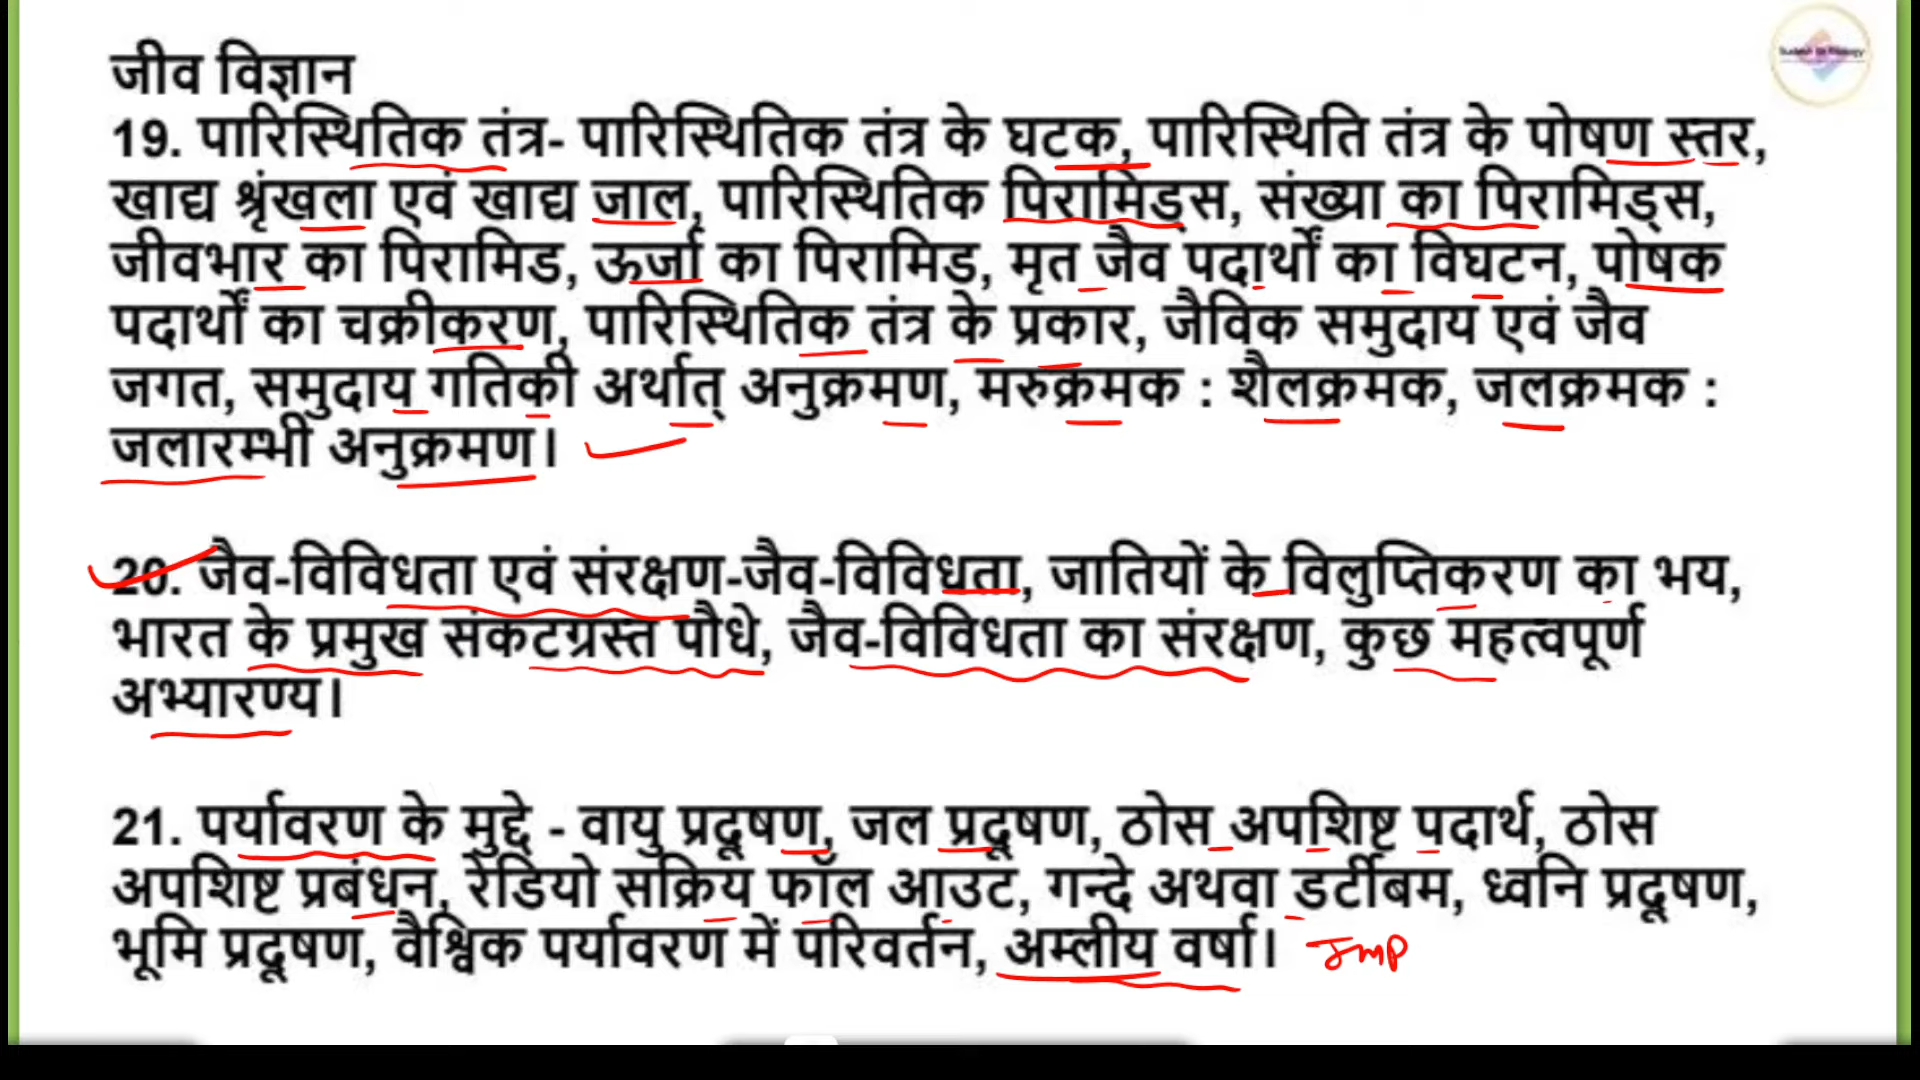 जीव विज्ञान
19. पारिस्थितिक तंत्र- पारिस्थितिक तंत्र के घटक, पारिस्थिति तंत्र के पोषण स्तर,
खाद्य श्रृंखला एवं खाद्य जाल, पारिस्थितिक पिरामिड्स, संख्या का पिरामिड्स,
जीवभार का पिरामिड, ऊर्जा का पिरामिड, मृत जैव पदार्थों का विघटन, पोषक
पदार्थों का चक्रीकरण, पारिस्थितिक तंत्र के प्रकार, जैविक समुदाय एवं जैव
जगत, समुदाय गतिकी अर्थात् अनुक्रमण, मरुक्रमक : शैलक्रमक, जलक्रमक :
जलारम्भी अनुक्रमण।
20. जैव-विविधता एवं संरक्षण-जैव-विविधता, जातियों के विलुप्तिकरण का भय,
भारत के प्रमुख संकटग्रस्त पौधे, जैव-विविधता का संरक्षण, कुछ महत्वपूर्ण
अभ्यारण्य।
21. पर्यावरण के मुद्दे - वायु प्रदूषण, जल प्रदूषण, ठोस अपशिष्ट पदार्थ, ठोस
अपशिष्ट प्रबंधन, रेडियो सक्रिय फॉल आउट, गन्दे अथवा डर्टीबम, ध्वनि प्रदूषण,
भूमि प्रदूषण, वैश्विक पर्यावरण में परिवर्तन, अम्लीय वर्षा। Imp